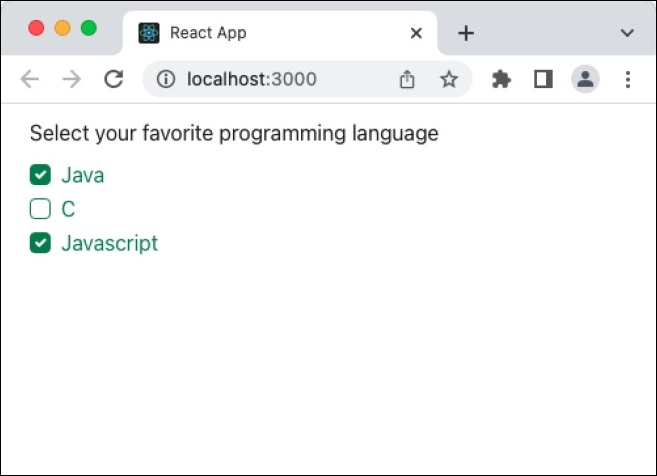 React App
localhost:3000
Select your favorite programming language
Java
C
Javascript